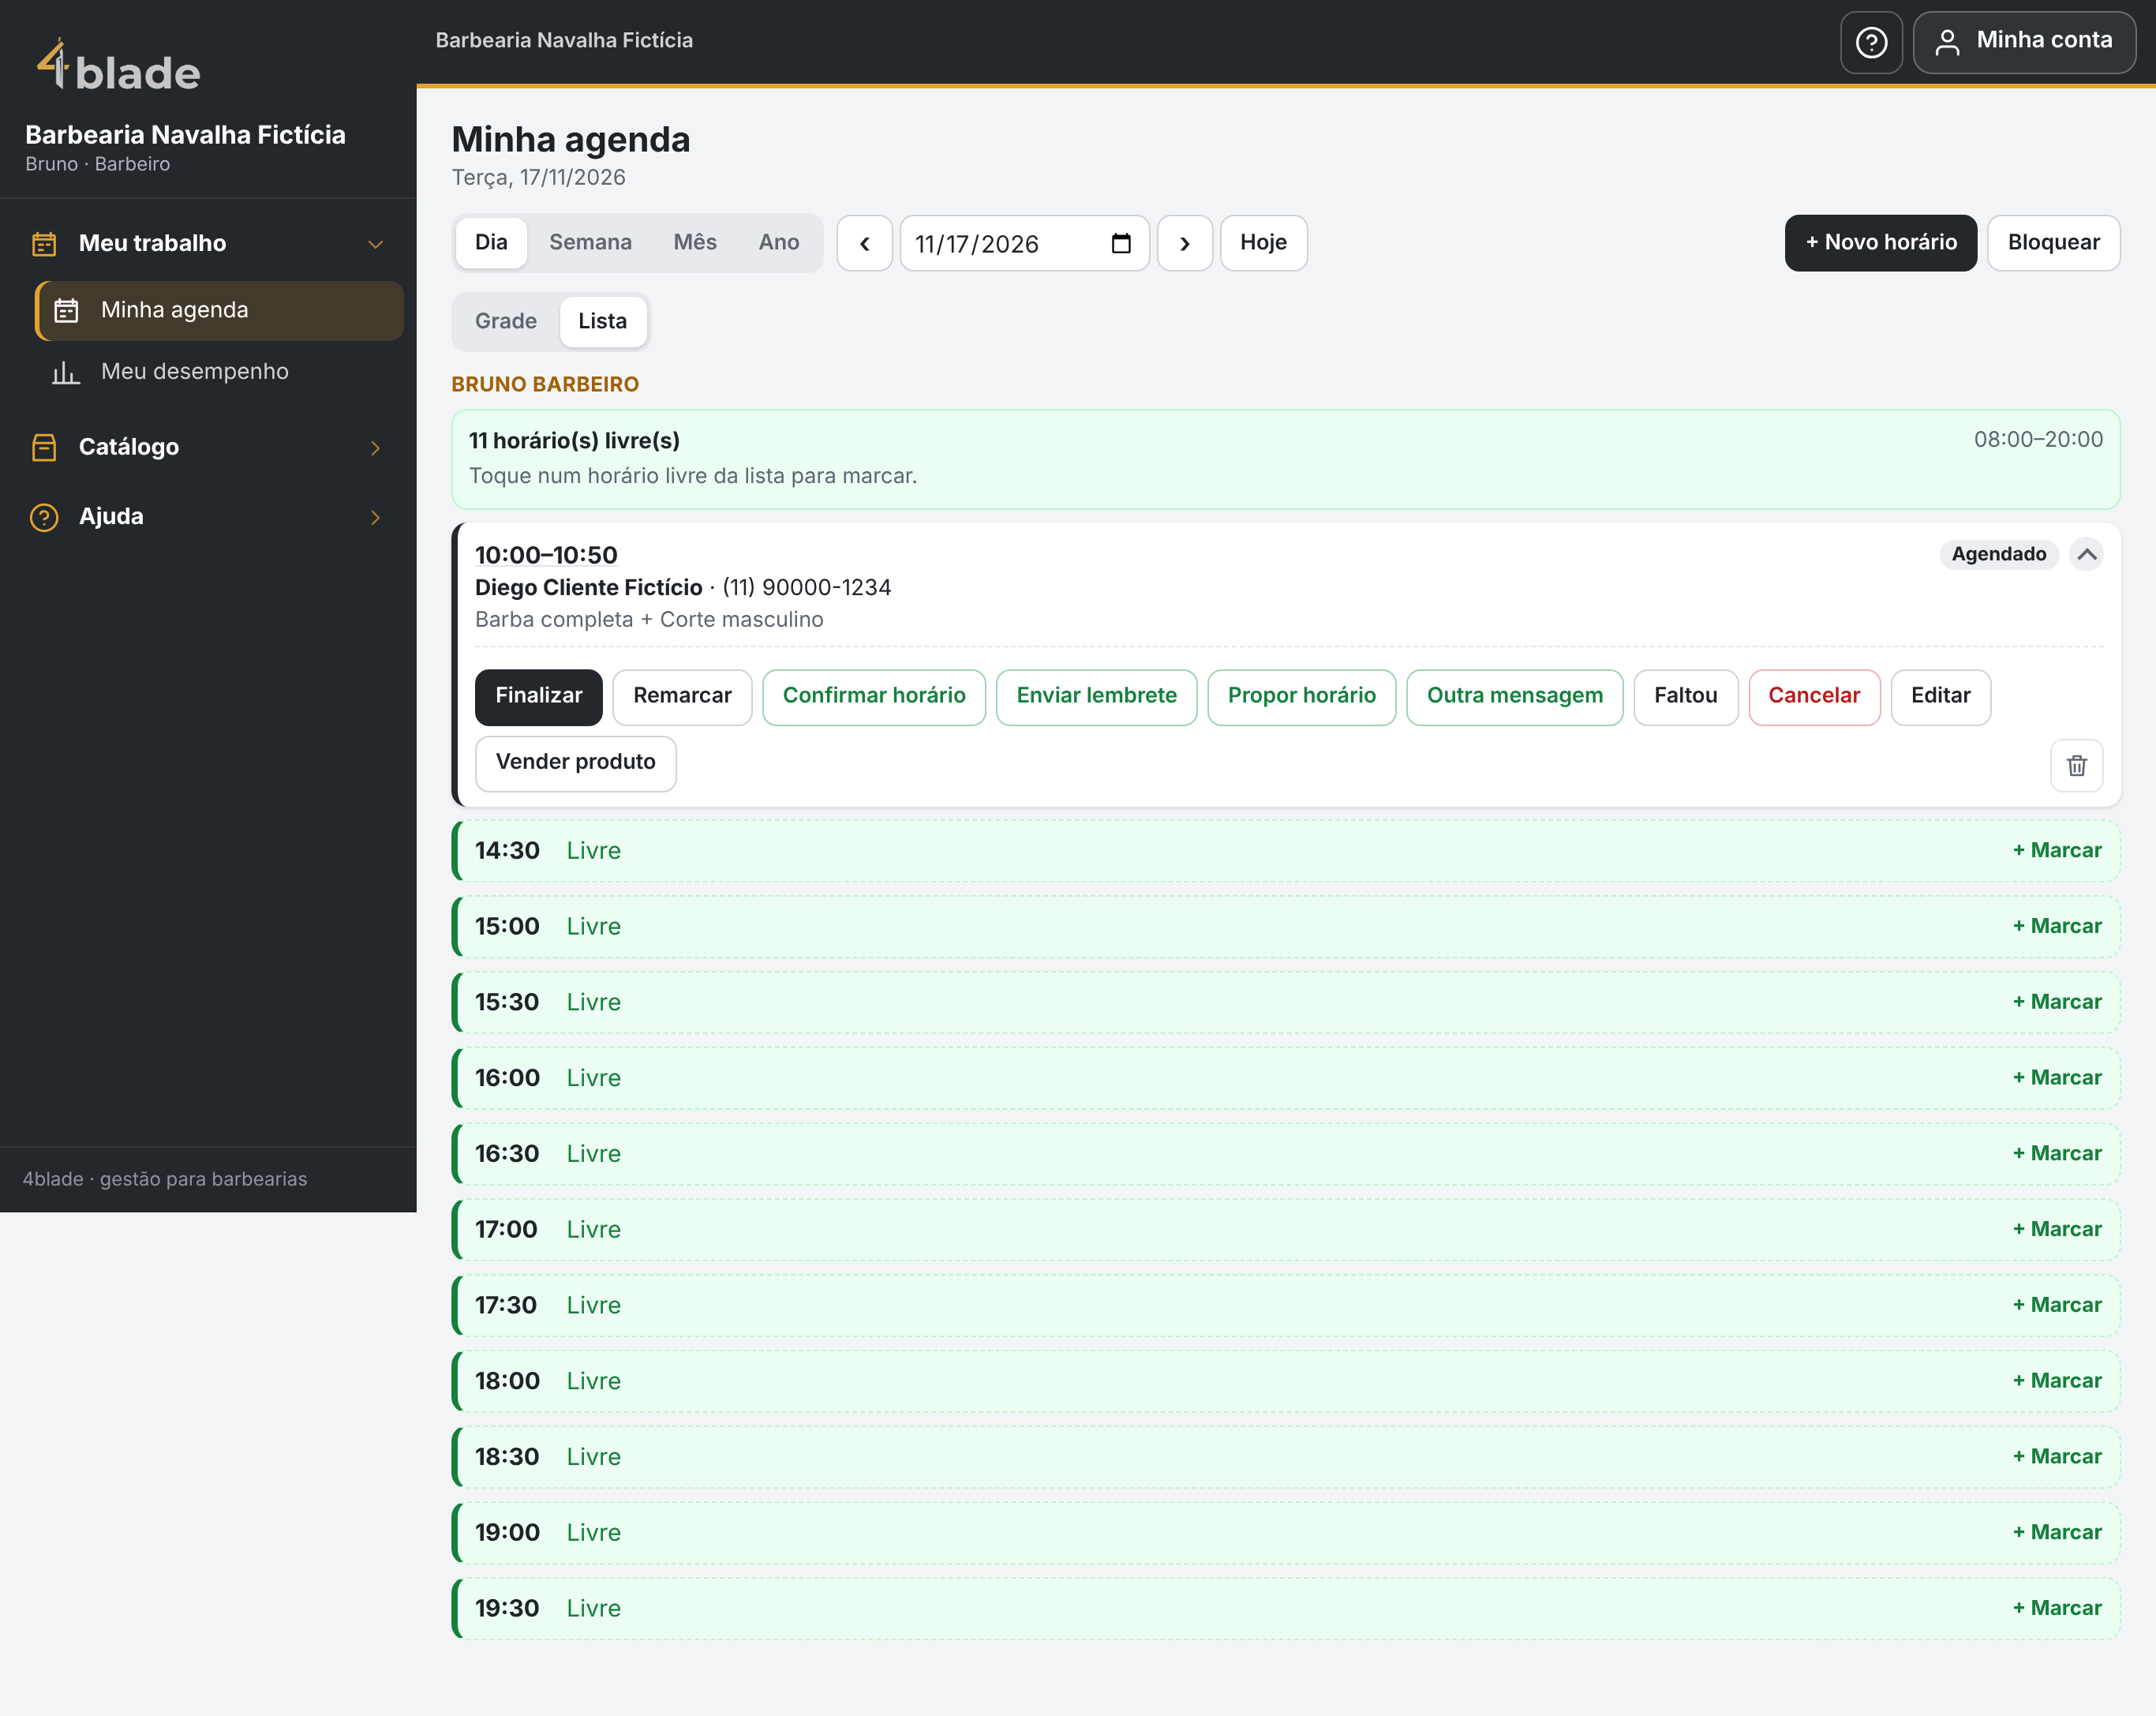 4blade
Barbearia Navalha Fictícia
Bruno · Barbeiro
Meu trabalho
Minha agenda
Meu desempenho
Catálogo
Ajuda
4blade · gestão para barbearias
Barbearia Navalha Fictícia
Minha conta
Minha agenda
Terça, 17/11/2026
Dia Semana Mês Ano 11/17/2026 Hoje + Novo horário Bloquear
Grade Lista
BRUNO BARBEIRO
11 horário(s) livre(s) 08:00–20:00
Toque num horário livre da lista para marcar.
10:00–10:50 Agendado
Diego Cliente Fictício · (11) 90000-1234
Barba completa + Corte masculino
Finalizar Remarcar Confirmar horário Enviar lembrete Propor horário Outra mensagem Faltou Cancelar Editar
Vender produto
14:30 Livre + Marcar
15:00 Livre + Marcar
15:30 Livre + Marcar
16:00 Livre + Marcar
16:30 Livre + Marcar
17:00 Livre + Marcar
17:30 Livre + Marcar
18:00 Livre + Marcar
18:30 Livre + Marcar
19:00 Livre + Marcar
19:30 Livre + Marcar